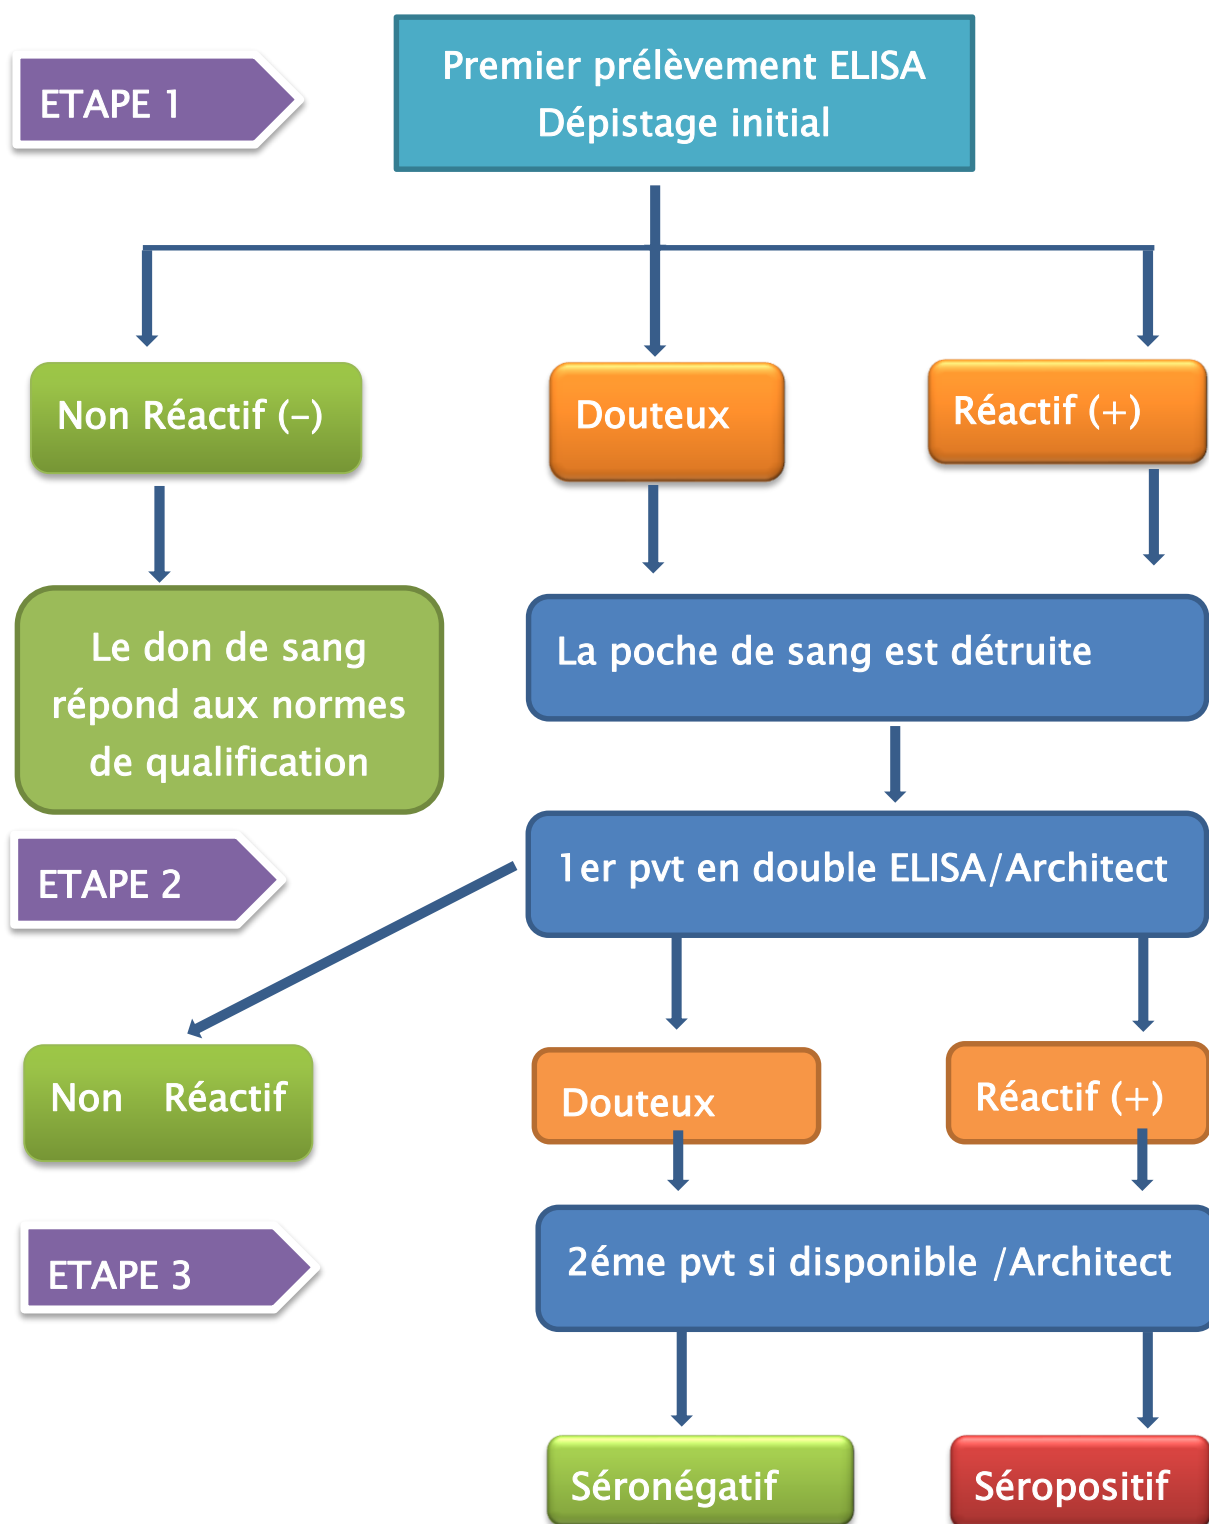 ETAPE 1
Premier prélèvement ELISA
Dépistage initial
Non Réactif (-)
Douteux
Réactif (+)
Le don de sang
répond aux normes
de qualification
La poche de sang est détruite
ETAPE 2
1er pvt en double ELISA/Architect
Non Réactif
Douteux
Réactif (+)
ETAPE 3
2éme pvt si disponible /Architect
Séronégatif
Séropositif